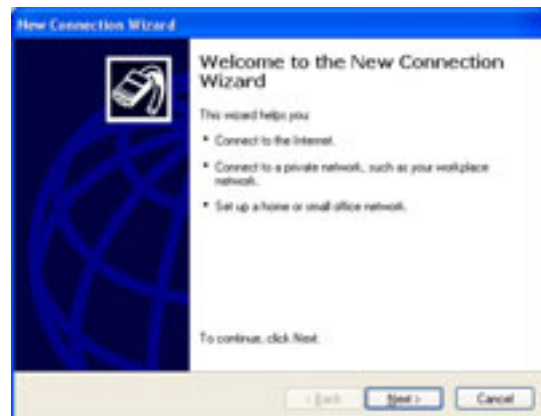 New Connection Wizard
Welcome to the New Connection
Wizard
This wizard helps you:
• Connect to the Internet.
• Connect to a private network, such as your workplace
network.
• Set up a home or small office network.
To continue, click Next.
< Back
Next >
Cancel